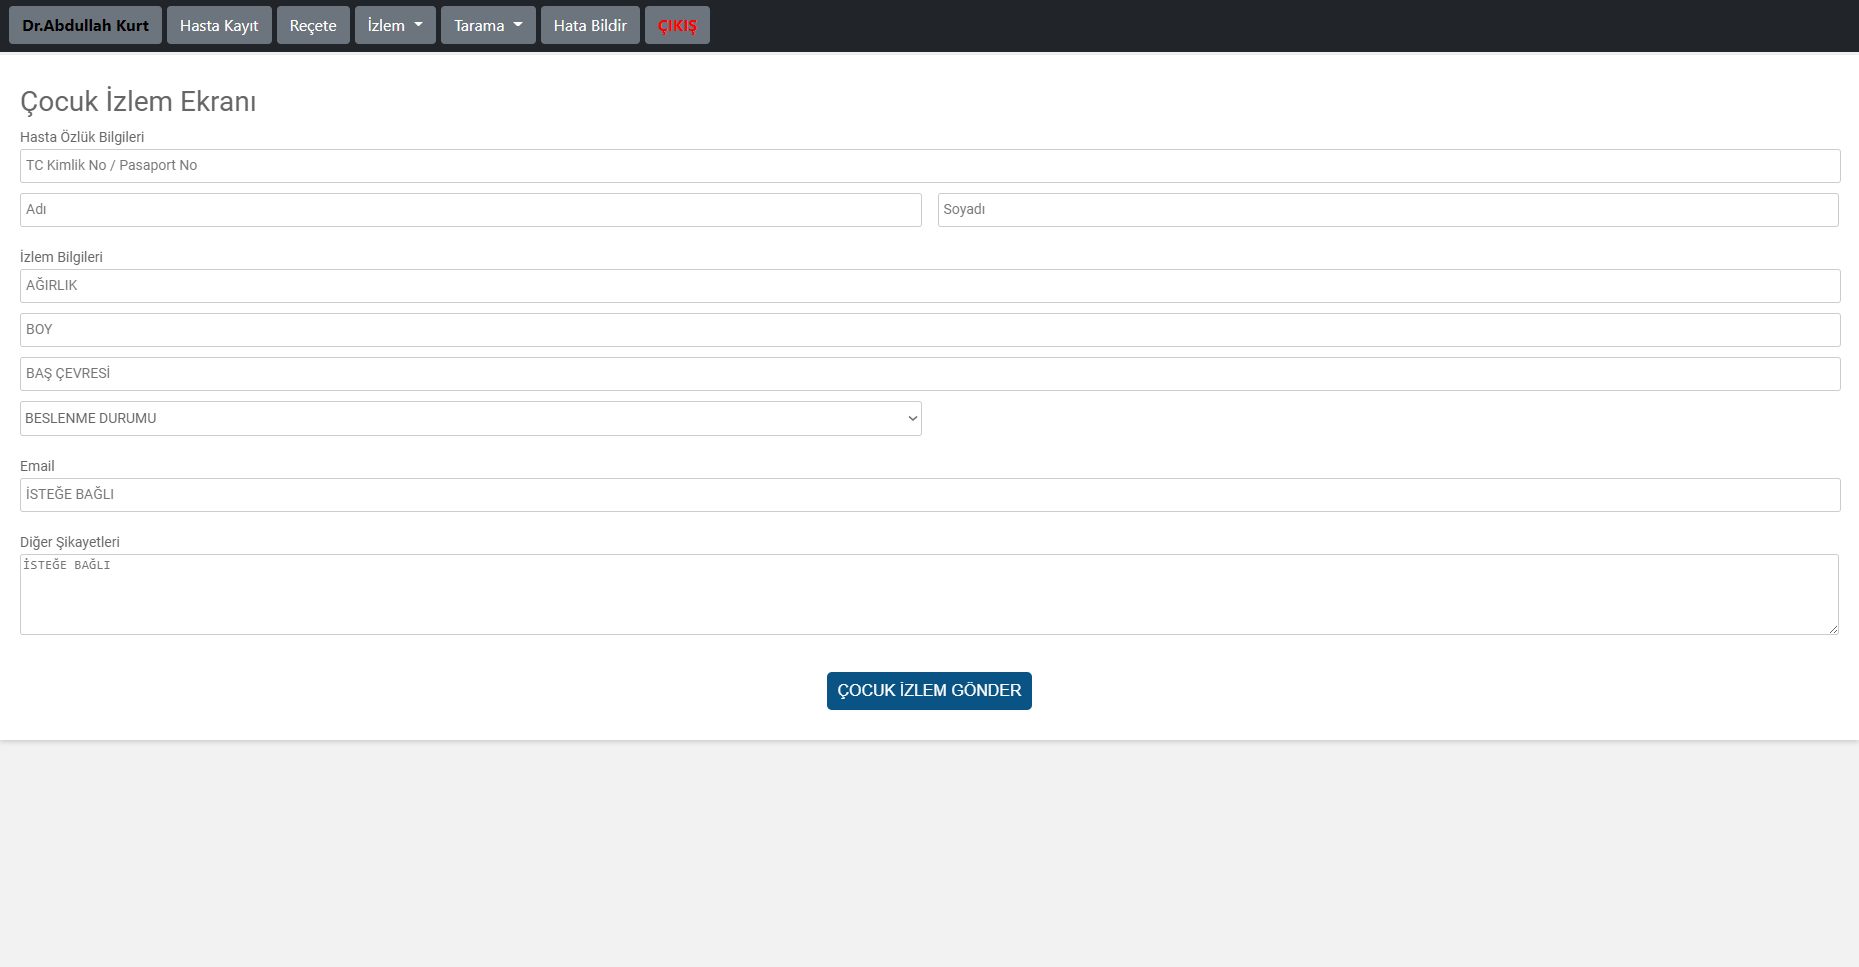 Dr.Abdullah Kurt Hasta Kayıt Reçete İzlem Tarama Hata Bildir ÇIKIŞ
Çocuk İzlem Ekranı
Hasta Özlük Bilgileri
TC Kimlik No / Pasaport No
Adı Soyadı
İzlem Bilgileri
AĞIRLIK
BOY
BAŞ ÇEVRESİ
BESLENME DURUMU
Email
İSTEĞE BAĞLI
Diğer Şikayetleri
İSTEĞE BAĞLI
ÇOCUK İZLEM GÖNDER